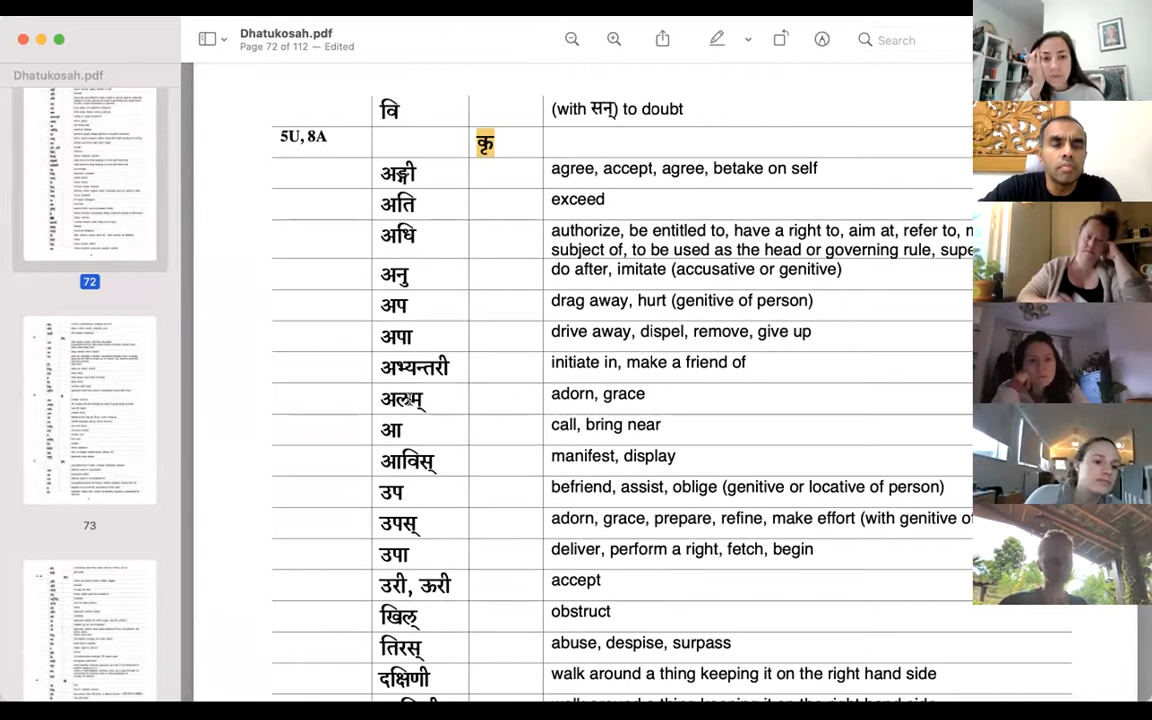 Dhatukosah.pdf
Page 72 of 112 — Edited
Search
Dhatukosah.pdf
72
73
वि (with सन्) to doubt
5U, 8A कृ
अङ्गी agree, accept, agree, betake on self
अति exceed
अधि authorize, be entitled to, have a right to, aim at, refer to,
subject of, to be used as the head or governing rule,
अनु do after, imitate (accusative or genitive)
अप drag away, hurt (genitive of person)
अपा drive away, dispel, remove, give up
अभ्यन्तरी initiate in, make a friend of
अलम् adorn, grace
आ call, bring near
आविस् manifest, display
उप befriend, assist, oblige (genitive or locative of person)
उपस् adorn, grace, prepare, refine, make effort (with genitive
उपा deliver, perform a right, fetch, begin
उरी, ऊरी accept
खिल् obstruct
तिरस् abuse, despise, surpass
दक्षिणी walk around a thing keeping it on the right hand side